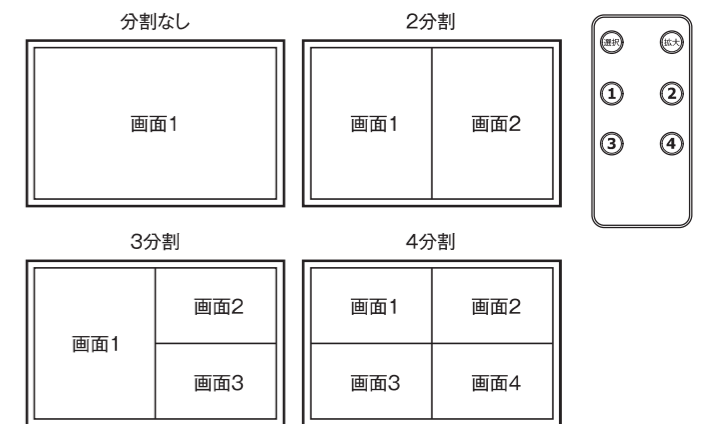 分割なし
画面1
2分割
画面1 画面2
選択 拡大
1 2
3 4
3分割
画面1
画面2
画面3
4分割
画面1 画面2
画面3 画面4